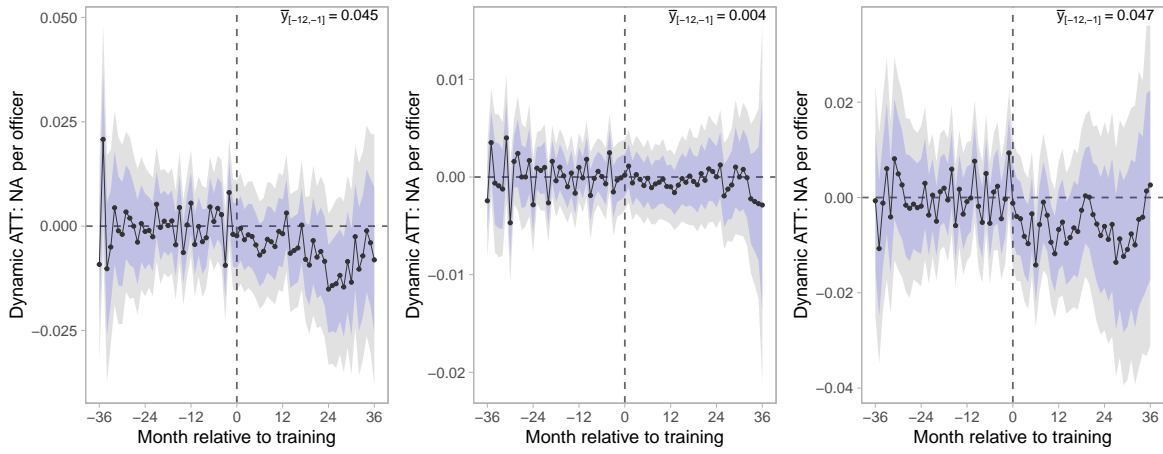 ȳ[−12,−1] = 0.045
0.050
0.025
0.000
−0.025
Dynamic ATT: NA per officer
−36 −24 −12 0 12 24 36
Month relative to training
ȳ[−12,−1] = 0.004
0.01
0.00
−0.01
−0.02
Dynamic ATT: NA per officer
−36 −24 −12 0 12 24 36
Month relative to training
ȳ[−12,−1] = 0.047
0.02
0.00
−0.02
−0.04
Dynamic ATT: NA per officer
−36 −24 −12 0 12 24 36
Month relative to training